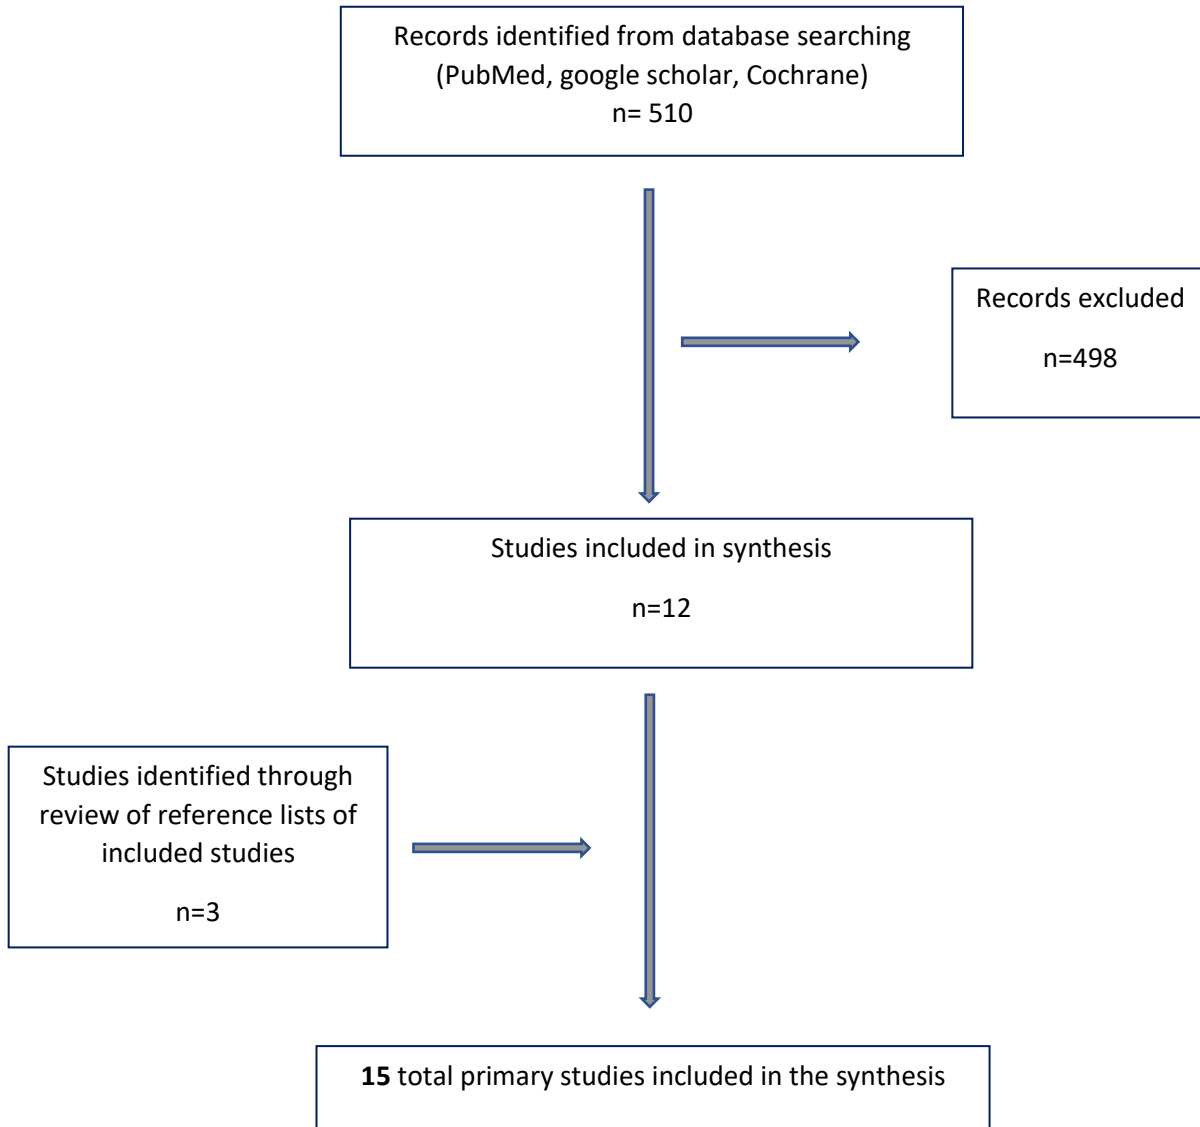 Records identified from database searching
(PubMed, google scholar, Cochrane)
n= 510
Records excluded
n=498
Studies included in synthesis
n=12
Studies identified through
review of reference lists of
included studies
n=3
15 total primary studies included in the synthesis